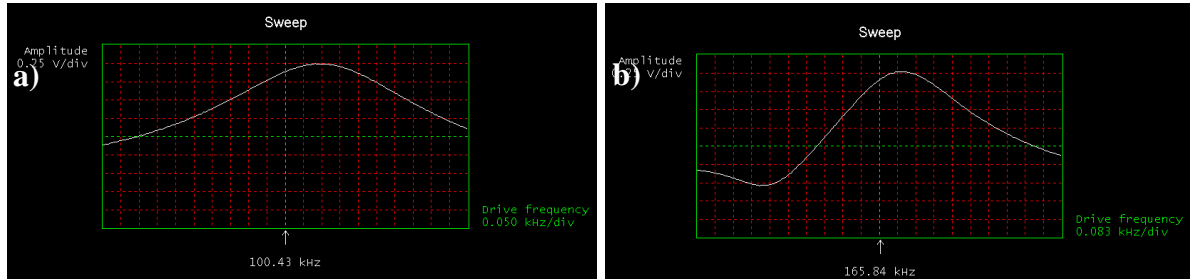 Sweep
Amplitude
0.25 V/div
a)
Drive frequency
0.050 kHz/div
100.43 kHz
Sweep
Amplitude
V/div
b)
Drive frequency
0.083 kHz/div
165.84 kHz